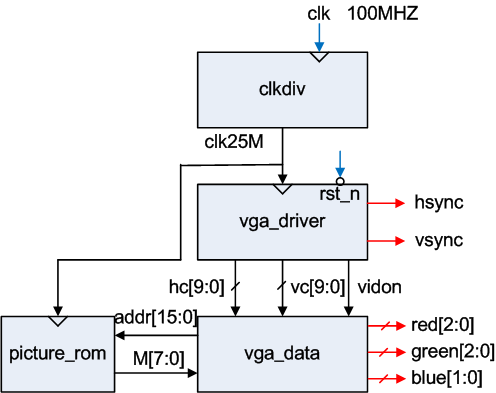 clk 100MHZ
clkdiv
clk25M
rst_n
vga_driver
hsync
vsync
hc[9:0]
vc[9:0]
vidon
addr[15:0]
picture_rom
M[7:0]
vga_data
red[2:0]
green[2:0]
blue[1:0]